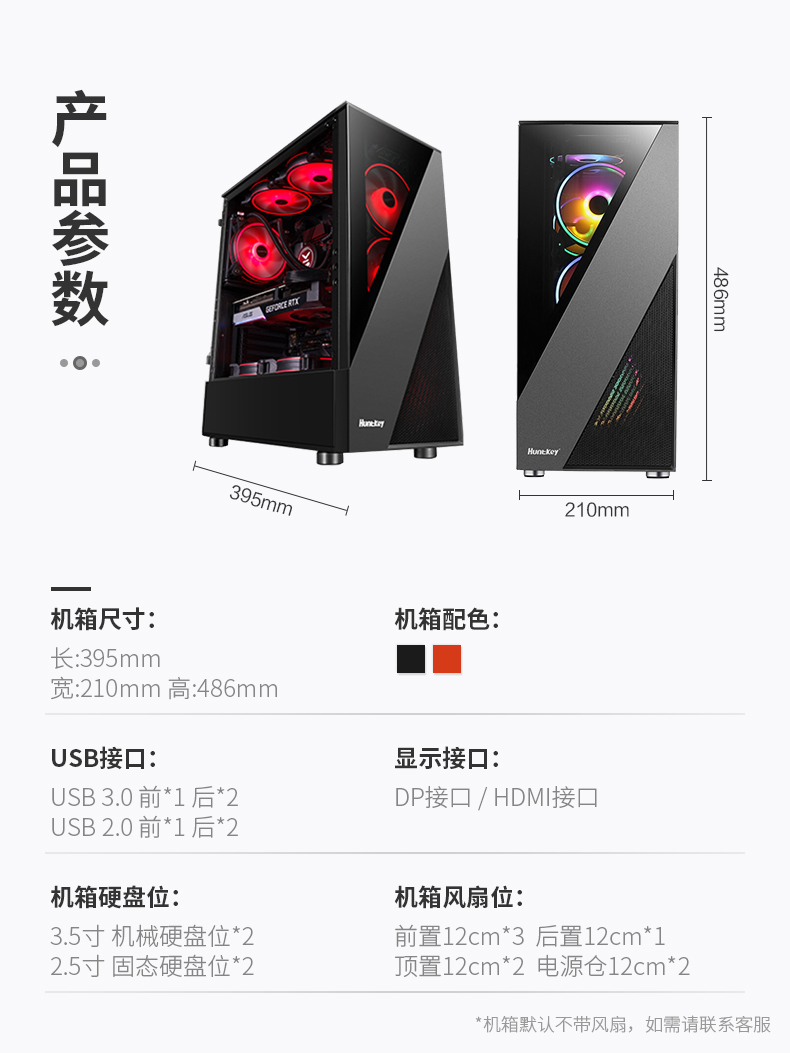 产品参数
GEFORCE RTX
Huntkey
395mm
Huntkey
210mm
486mm
机箱尺寸：
长:395mm
宽:210mm 高:486mm
机箱配色：
USB接口：
USB 3.0 前*1 后*2
USB 2.0 前*1 后*2
显示接口：
DP接口 / HDMI接口
机箱硬盘位：
3.5寸 机械硬盘位*2
2.5寸 固态硬盘位*2
机箱风扇位：
前置12cm*3 后置12cm*1
顶置12cm*2 电源仓12cm*2
*机箱默认不带风扇，如需请联系客服